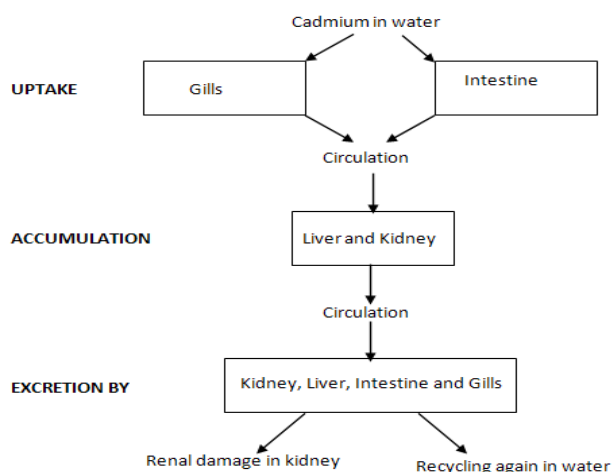 Cadmium in water
UPTAKE
Gills
Intestine
Circulation
ACCUMULATION
Liver and Kidney
Circulation
EXCRETION BY
Kidney, Liver, Intestine and Gills
Renal damage in kidney
Recycling again in water